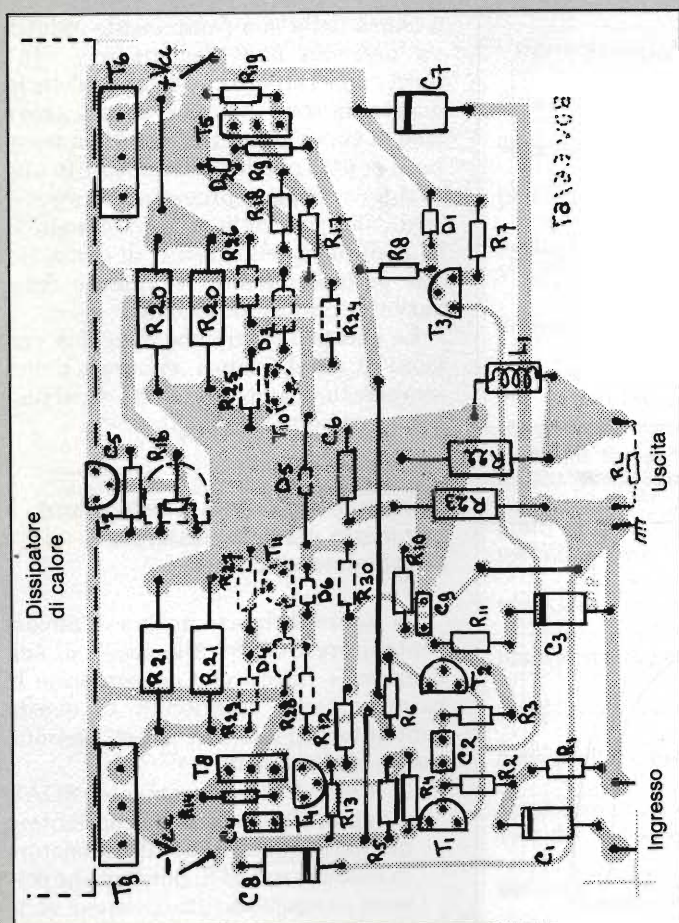 Dissipatore
di calore
T6
+Vcc
R19
T5
D2
R9
R18
R17
C7
R20
R20
R26
D3
R24
R8
D1
R7
T3
R25
T10
C5
R16
D5
C6
L1
R22
R23
RL
Uscita
R27
T11
D6
R30
R10
C9
R11
C3
R21
R21
R29
D4
R28
R12
R6
T2
R3
T9
-Vcc
T8
R14
C4
T4
R13
R5
R4
C2
R2
T1
R1
C8
C1
Ingresso